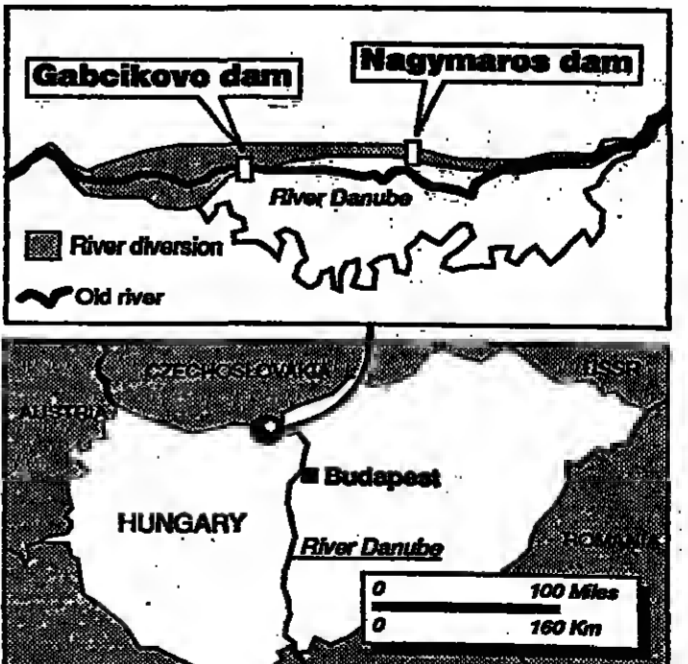 Gabcikovo dam
Nagymaros dam
River Danube
River diversion
Old river
CZECHOSLOVAKIA
USSR
AUSTRIA
Budapest
HUNGARY
ROMANIA
River Danube
0 100 Miles
0 160 Km